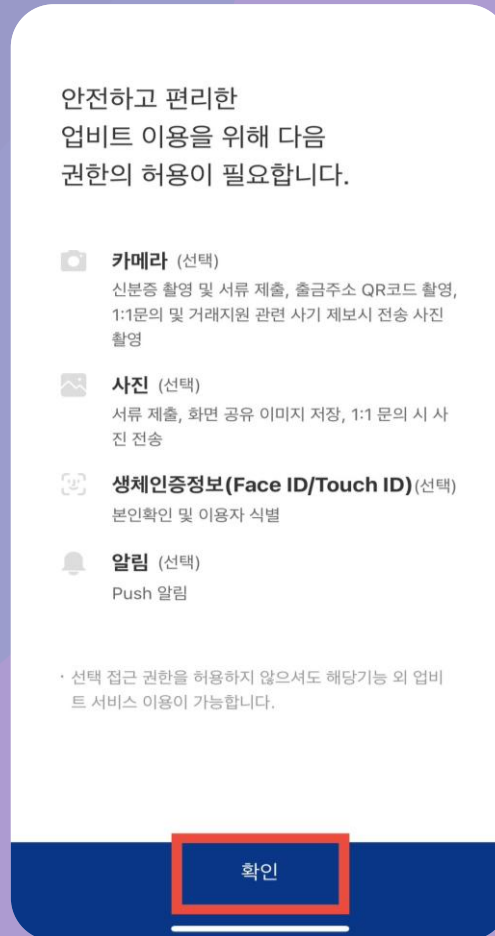 안전하고 편리한
업비트 이용을 위해 다음
권한의 허용이 필요합니다.
카메라 (선택)
신분증 촬영 및 서류 제출, 출금주소 QR코드 촬영,
1:1문의 및 거래지원 관련 사기 제보시 전송 사진
촬영
사진 (선택)
서류 제출, 화면 공유 이미지 저장, 1:1 문의 시 사
진 전송
생체인증정보(Face ID/Touch ID)(선택)
본인확인 및 이용자 식별
알림 (선택)
Push 알림
· 선택 접근 권한을 허용하지 않으셔도 해당기능 외 업비
트 서비스 이용이 가능합니다.
확인